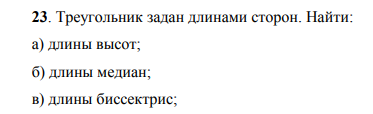 23. Треугольник задан длинами сторон. Найти:
а) длины высот;
б) длины медиан;
в) длины биссектрис;